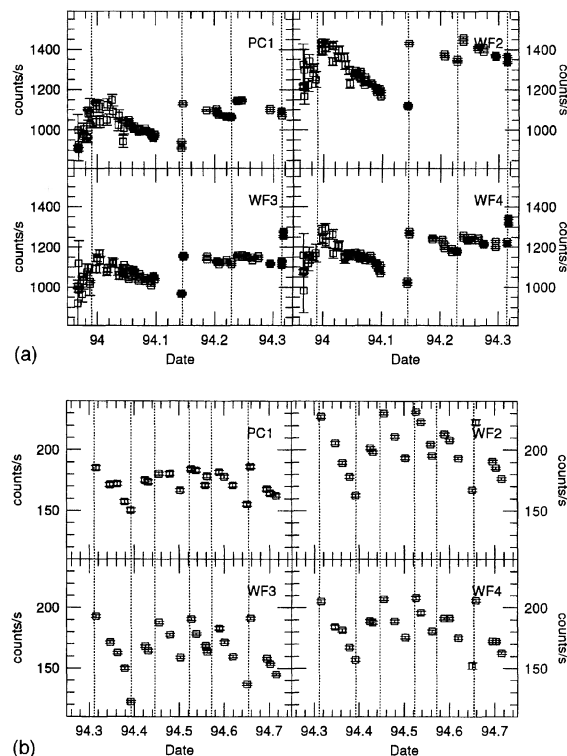 PC1 WF2
counts/s 1400 1200 1000 1400 1200 1000 counts/s
WF3 WF4
counts/s 1400 1200 1000 1400 1200 1000 counts/s
94 94.1 94.2 94.3 94 94.1 94.2 94.3
(a) Date Date
PC1 WF2
counts/s 200 150 200 150 counts/s
WF3 WF4
counts/s 200 150 200 150 counts/s
94.3 94.4 94.5 94.6 94.7 94.3 94.4 94.5 94.6 94.7
(b) Date Date